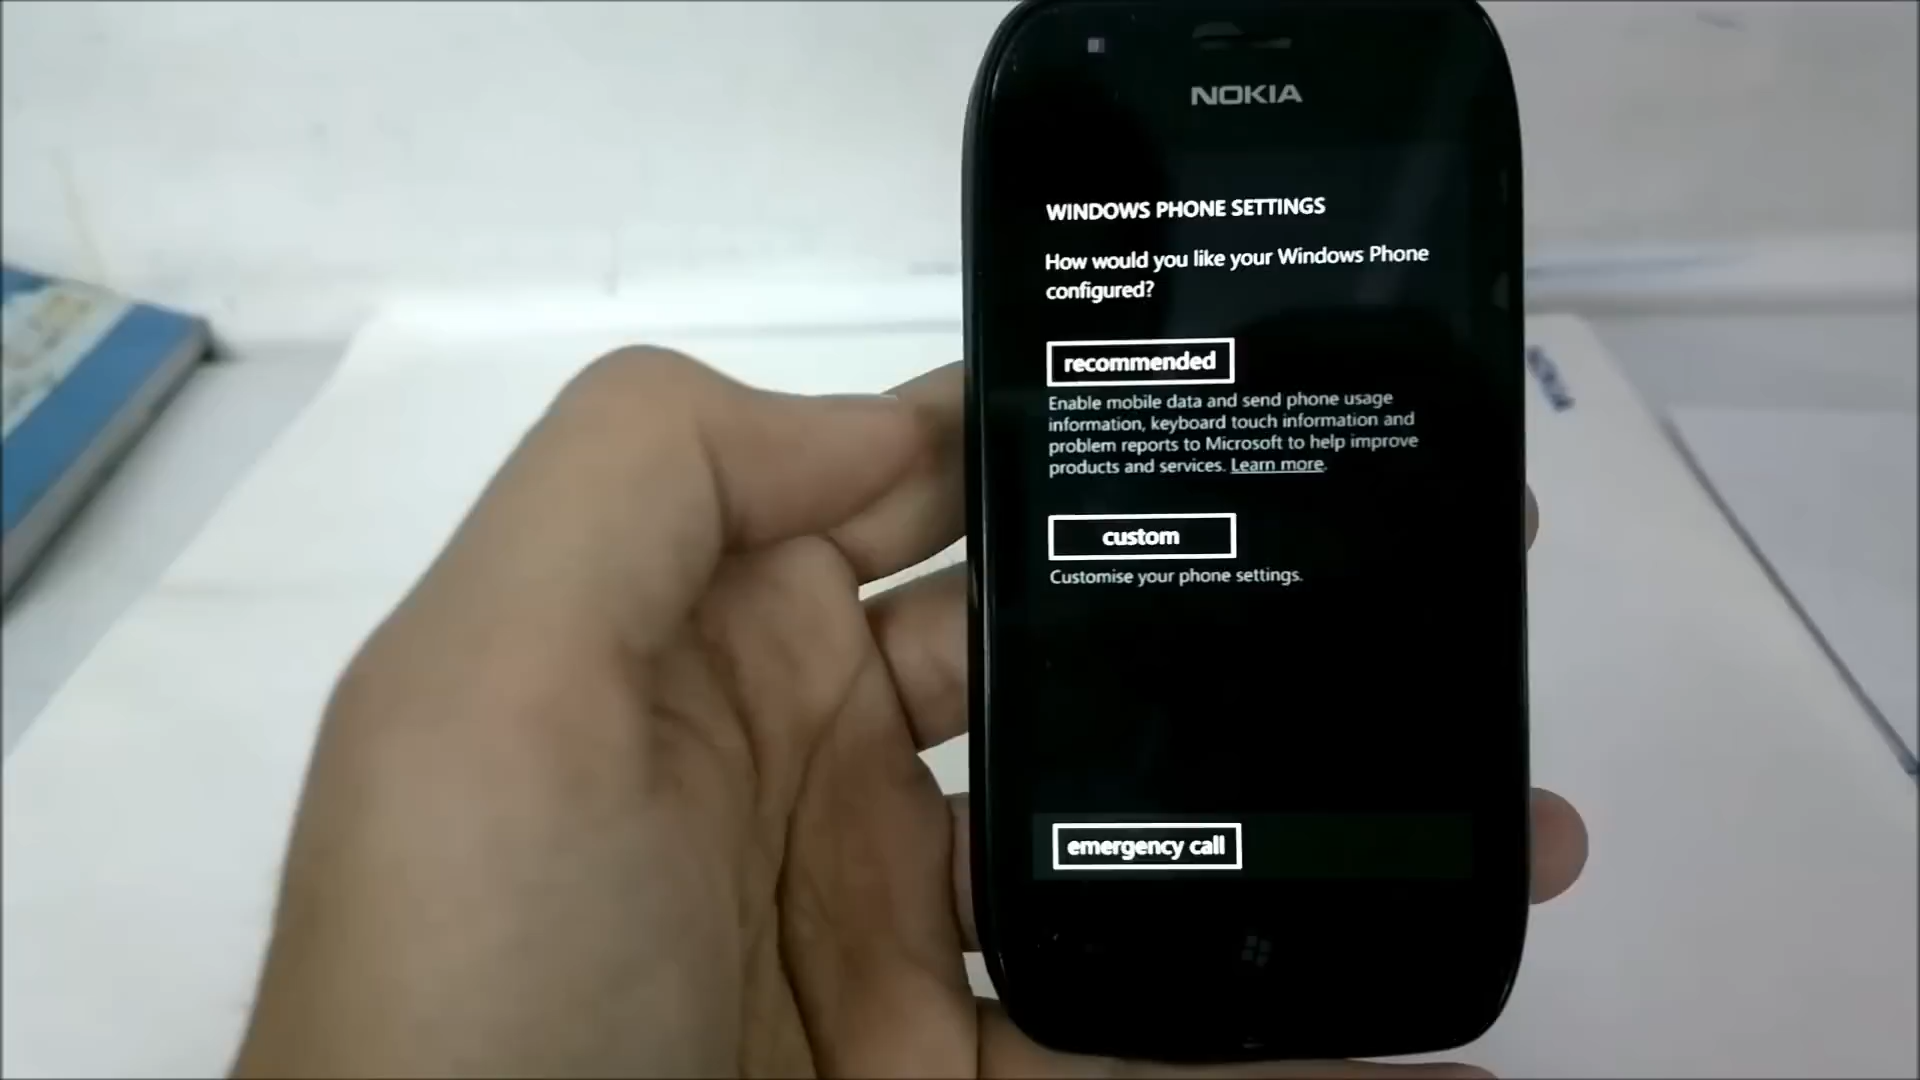 NOKIA
WINDOWS PHONE SETTINGS
How would you like your Windows Phone
configured?
recommended
Enable mobile data and send phone usage
information, keyboard touch information and
problem reports to Microsoft to help improve
products and services. Learn more.
custom
Customise your phone settings.
emergency call
NOKIA